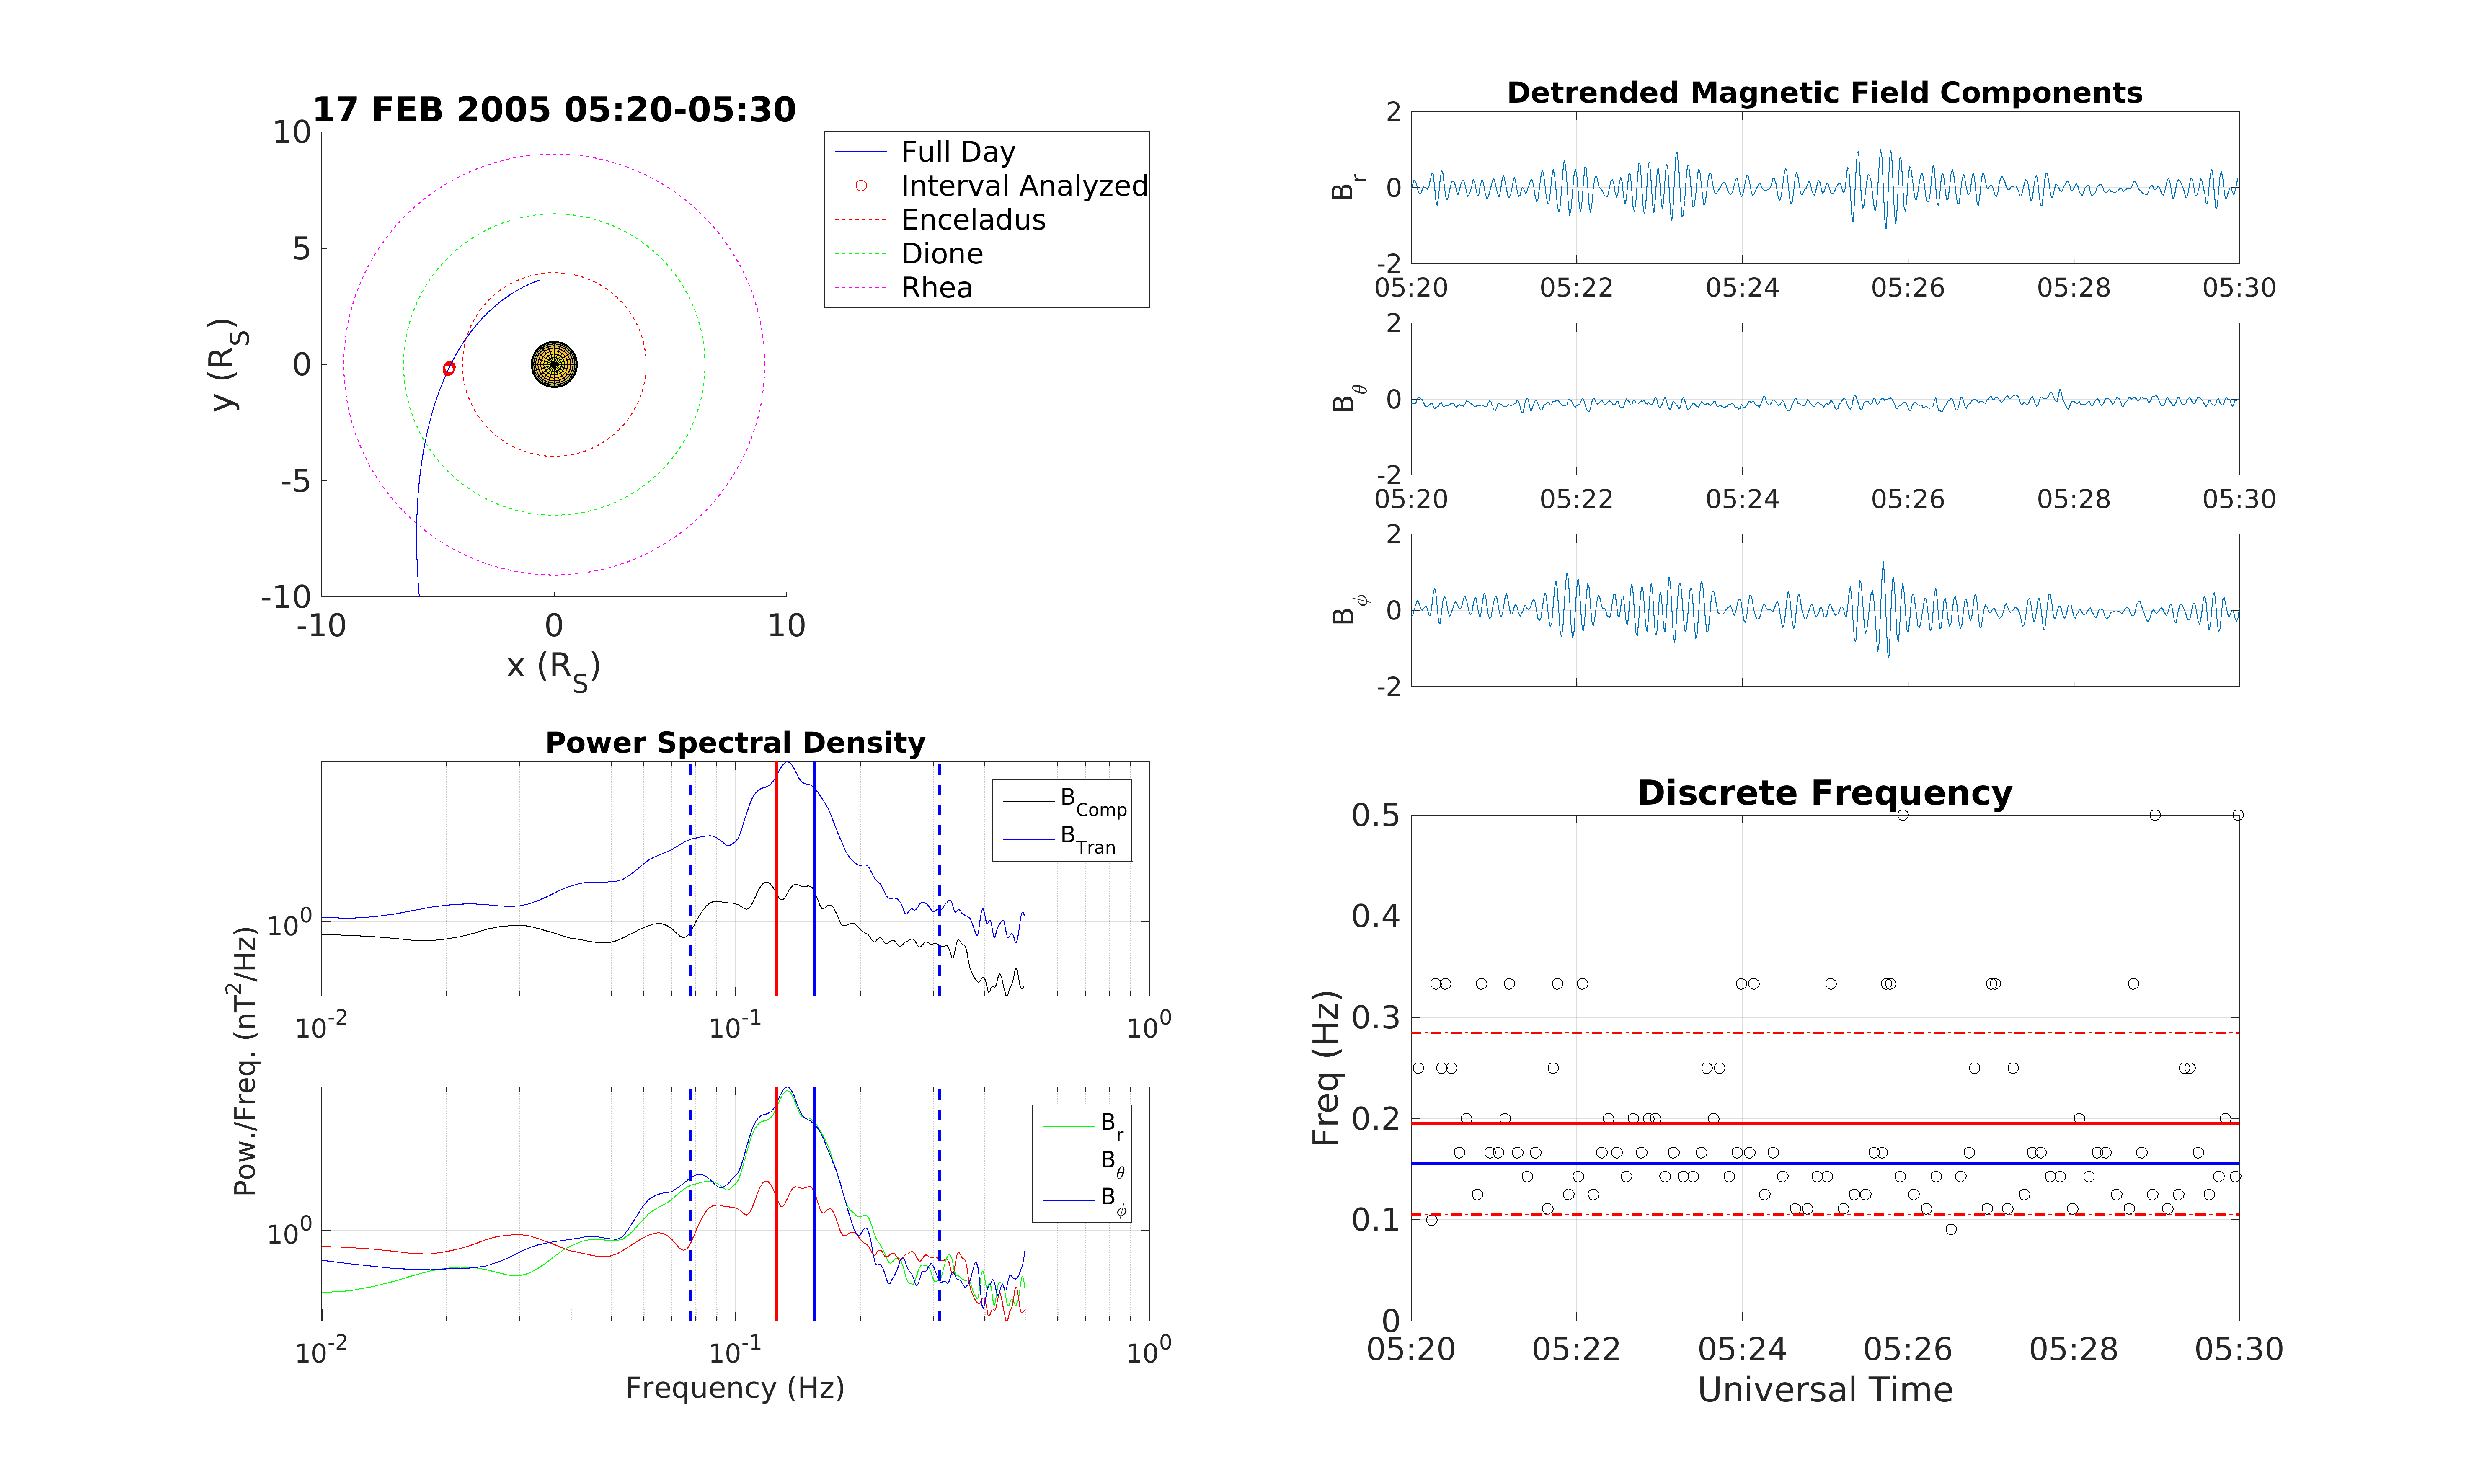 17 FEB 2005 05:20-05:30
10
5
0
-5
-10
-10 0 10
y (R_S)
x (R_S)
Full Day
Interval Analyzed
Enceladus
Dione
Rhea
Detrended Magnetic Field Components
2
0
-2
B_r
05:20 05:22 05:24 05:26 05:28 05:30
2
0
-2
B_θ
05:20 05:22 05:24 05:26 05:28 05:30
2
0
-2
B_ϕ
Power Spectral Density
10^0
B_Comp
B_Tran
10^-2 10^-1 10^0
Pow./Freq. (nT^2/Hz)
10^0
B_r
B_θ
B_ϕ
10^-2 10^-1 10^0
Frequency (Hz)
Discrete Frequency
0.5
0.4
0.3
0.2
0.1
0
Freq (Hz)
05:20 05:22 05:24 05:26 05:28 05:30
Universal Time